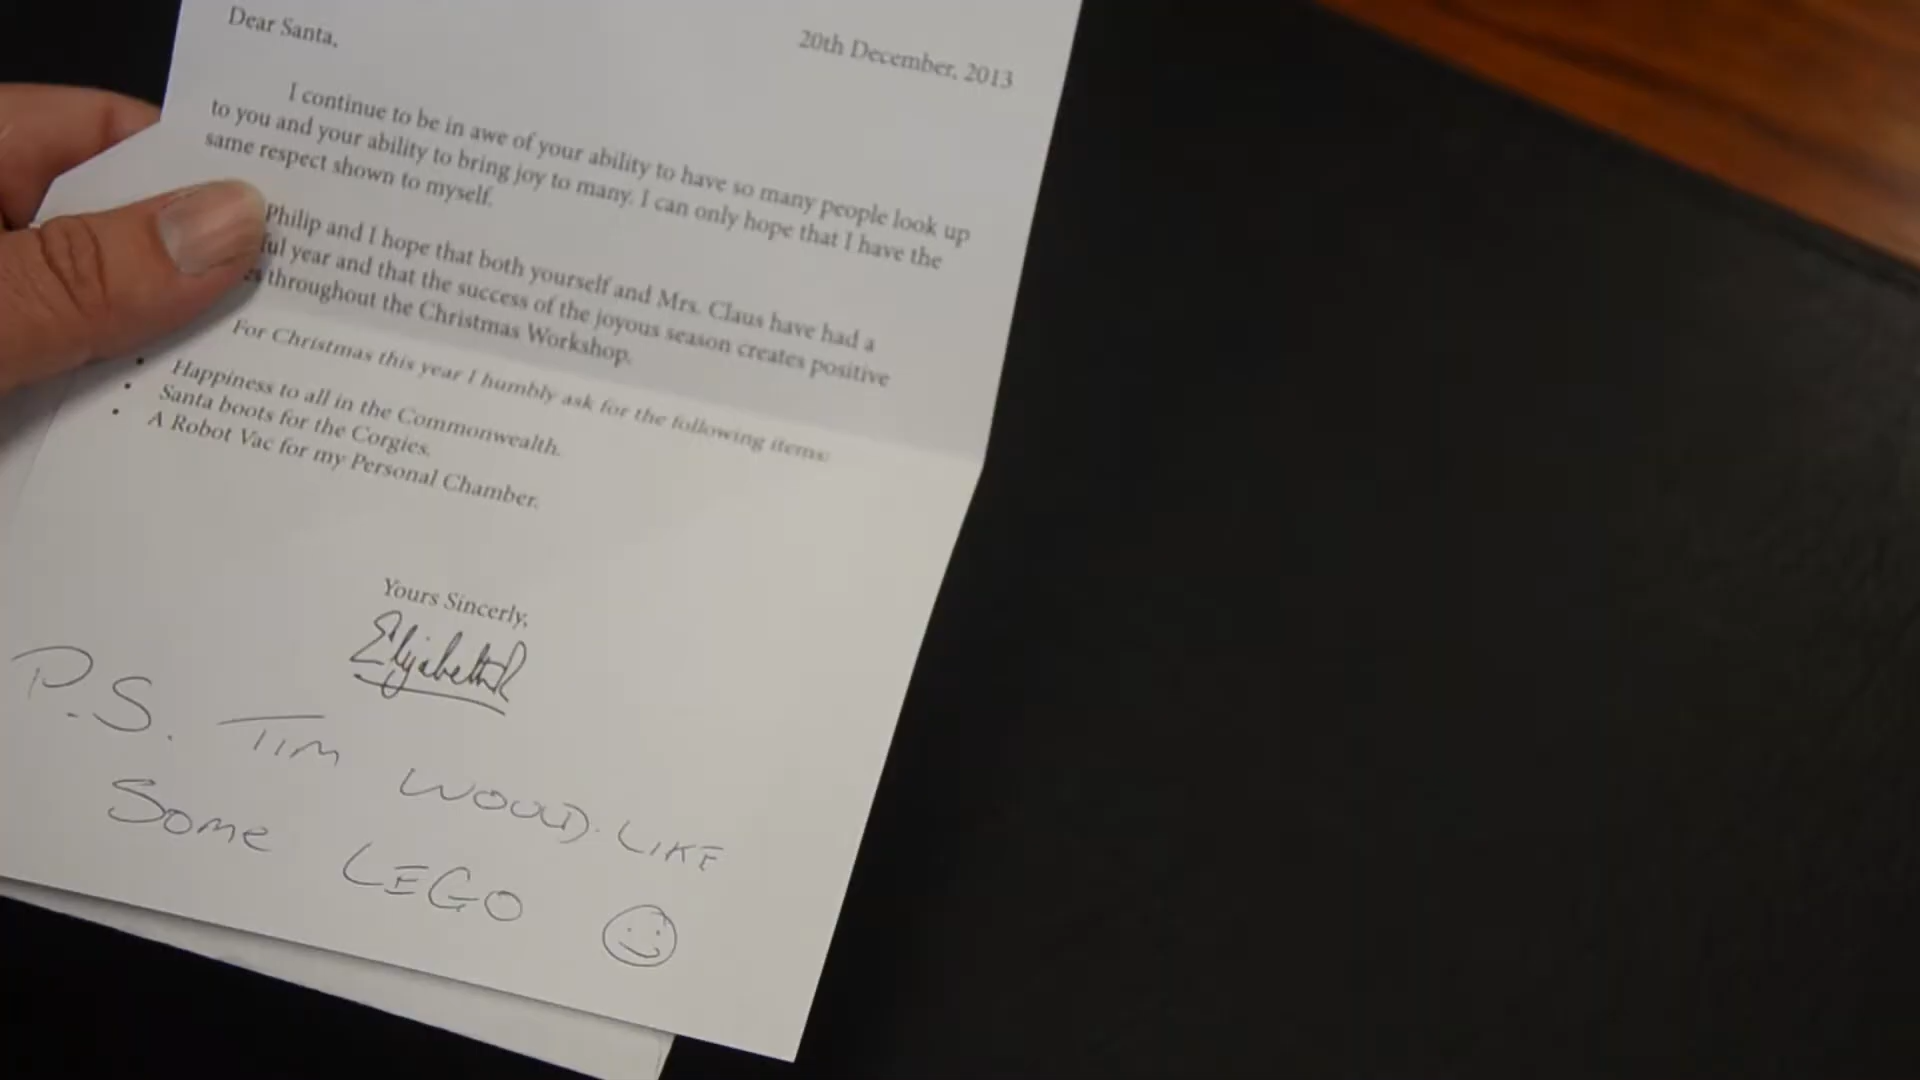 Dear Santa,
20th December, 2013
I continue to be in awe of your ability to have so many people look up
to you and your ability to bring joy to many. I can only hope that I have the
same respect shown to myself.
Philip and I hope that both yourself and Mrs. Claus have had a
ful year and that the success of the joyous season creates positive
throughout the Christmas Workshop.
For Christmas this year I humbly ask for the following items:
• Happiness to all in the Commonwealth.
• Santa boots for the Corgies.
• A Robot Vac for my Personal Chamber.
Yours Sincerly,
Elizabeth R
P.S. TIM WOULD LIKE
SOME LEGO